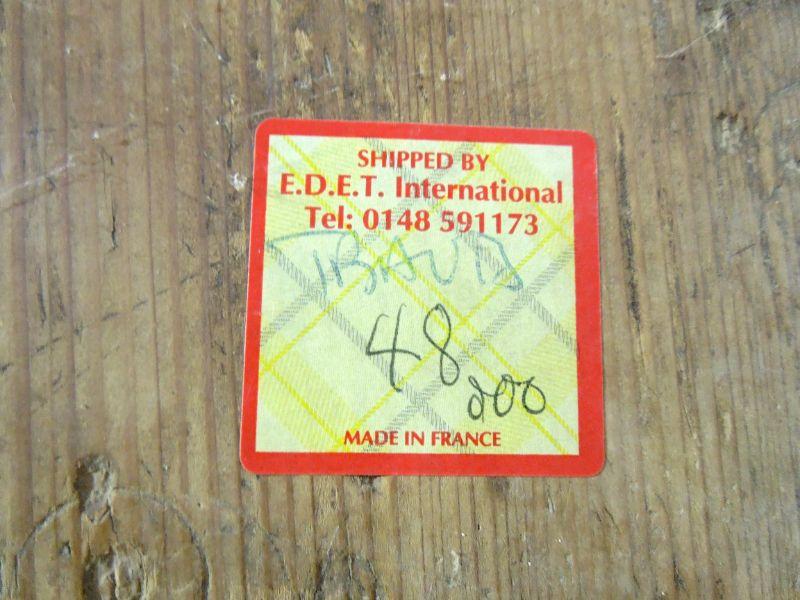 SHIPPED BY
E.D.E.T. International
Tel: 0148 591173
48
200
MADE IN FRANCE